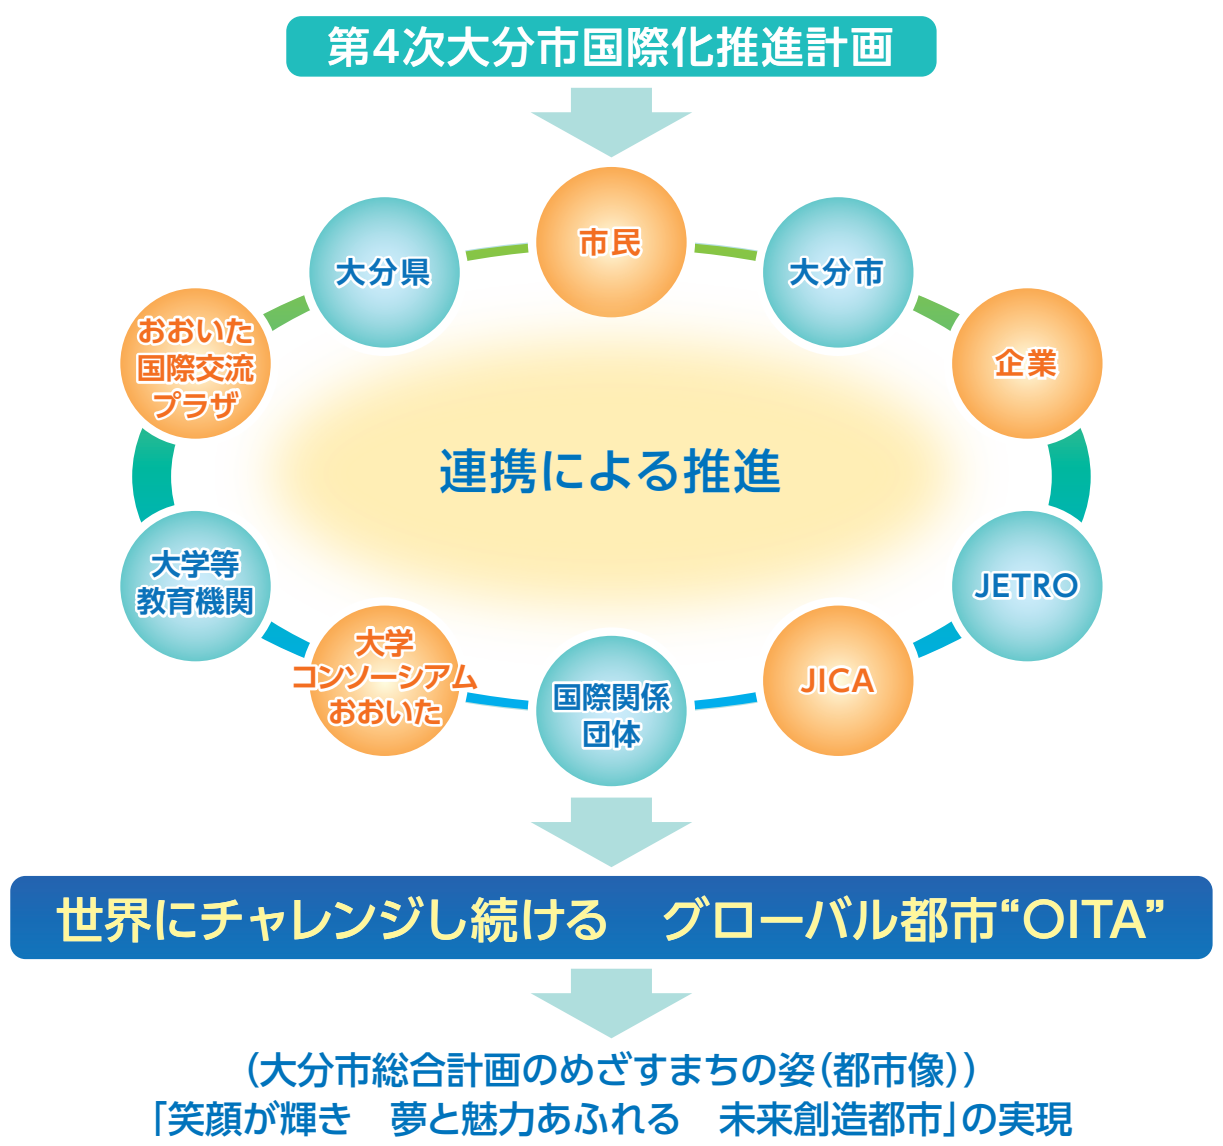 第4次大分市国際化推進計画
市民
大分県
大分市
おおいた
国際交流
プラザ
企業
連携による推進
大学等
教育機関
JETRO
大学
コンソーシアム
おおいた
国際関係
団体
JICA
世界にチャレンジし続ける　グローバル都市“OITA”
（大分市総合計画のめざすまちの姿（都市像））
「笑顔が輝き　夢と魅力あふれる　未来創造都市」の実現